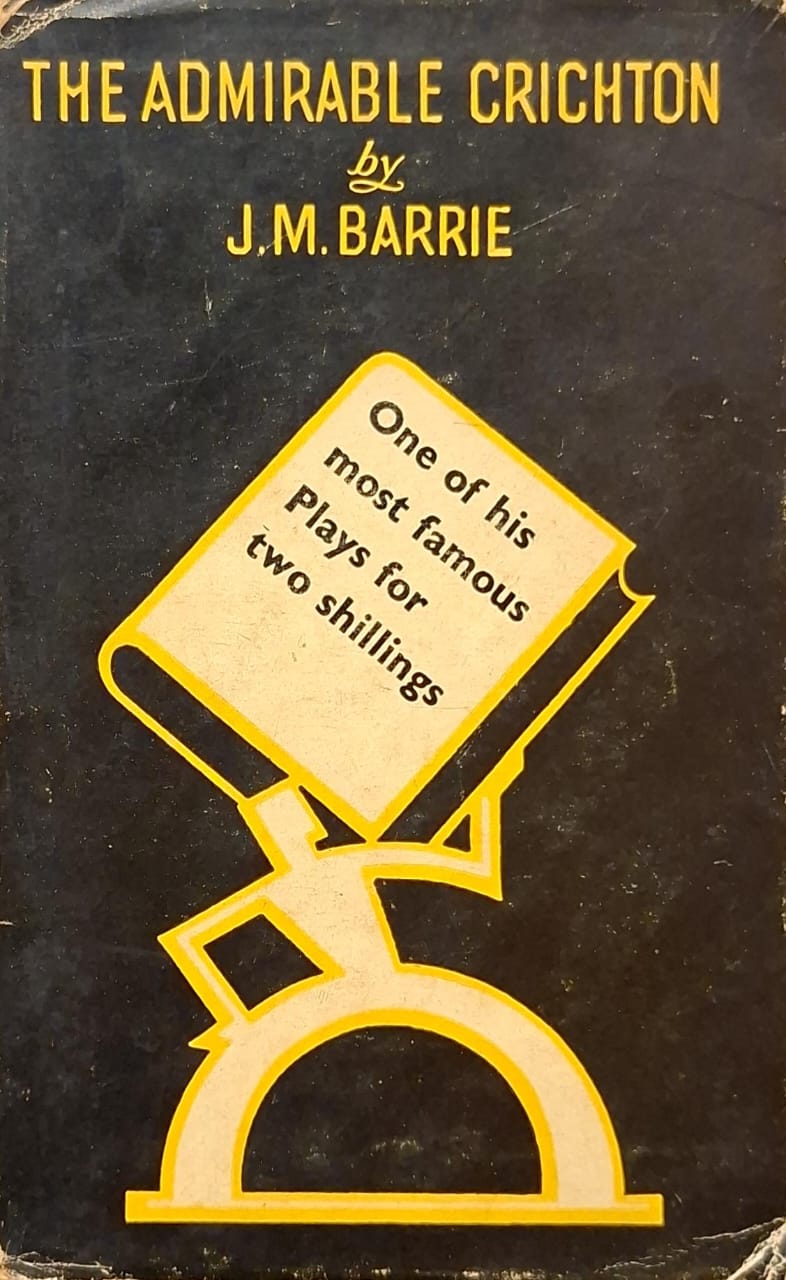 THE ADMIRABLE CRICHTON
by
J.M. BARRIE
One of his
most famous
Plays for
two shillings